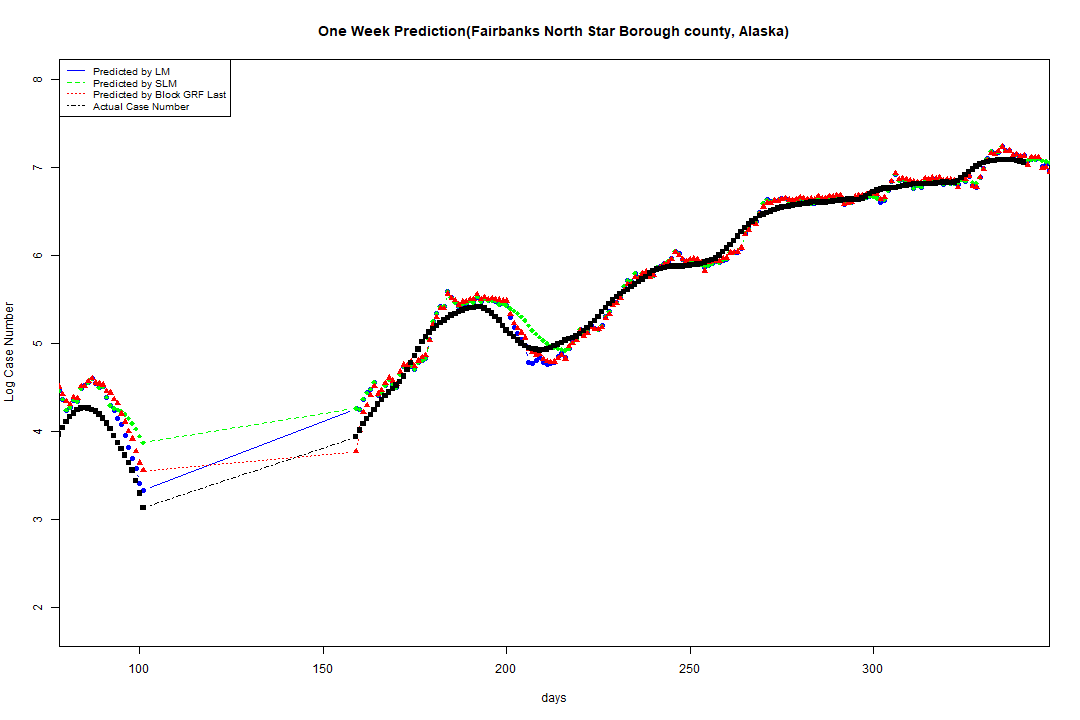 One Week Prediction(Fairbanks North Star Borough county, Alaska)
Predicted by LM
Predicted by SLM
Predicted by Block GRF Last
Actual Case Number
8
7
6
5
4
3
2
Log Case Number
100 150 200 250 300
days